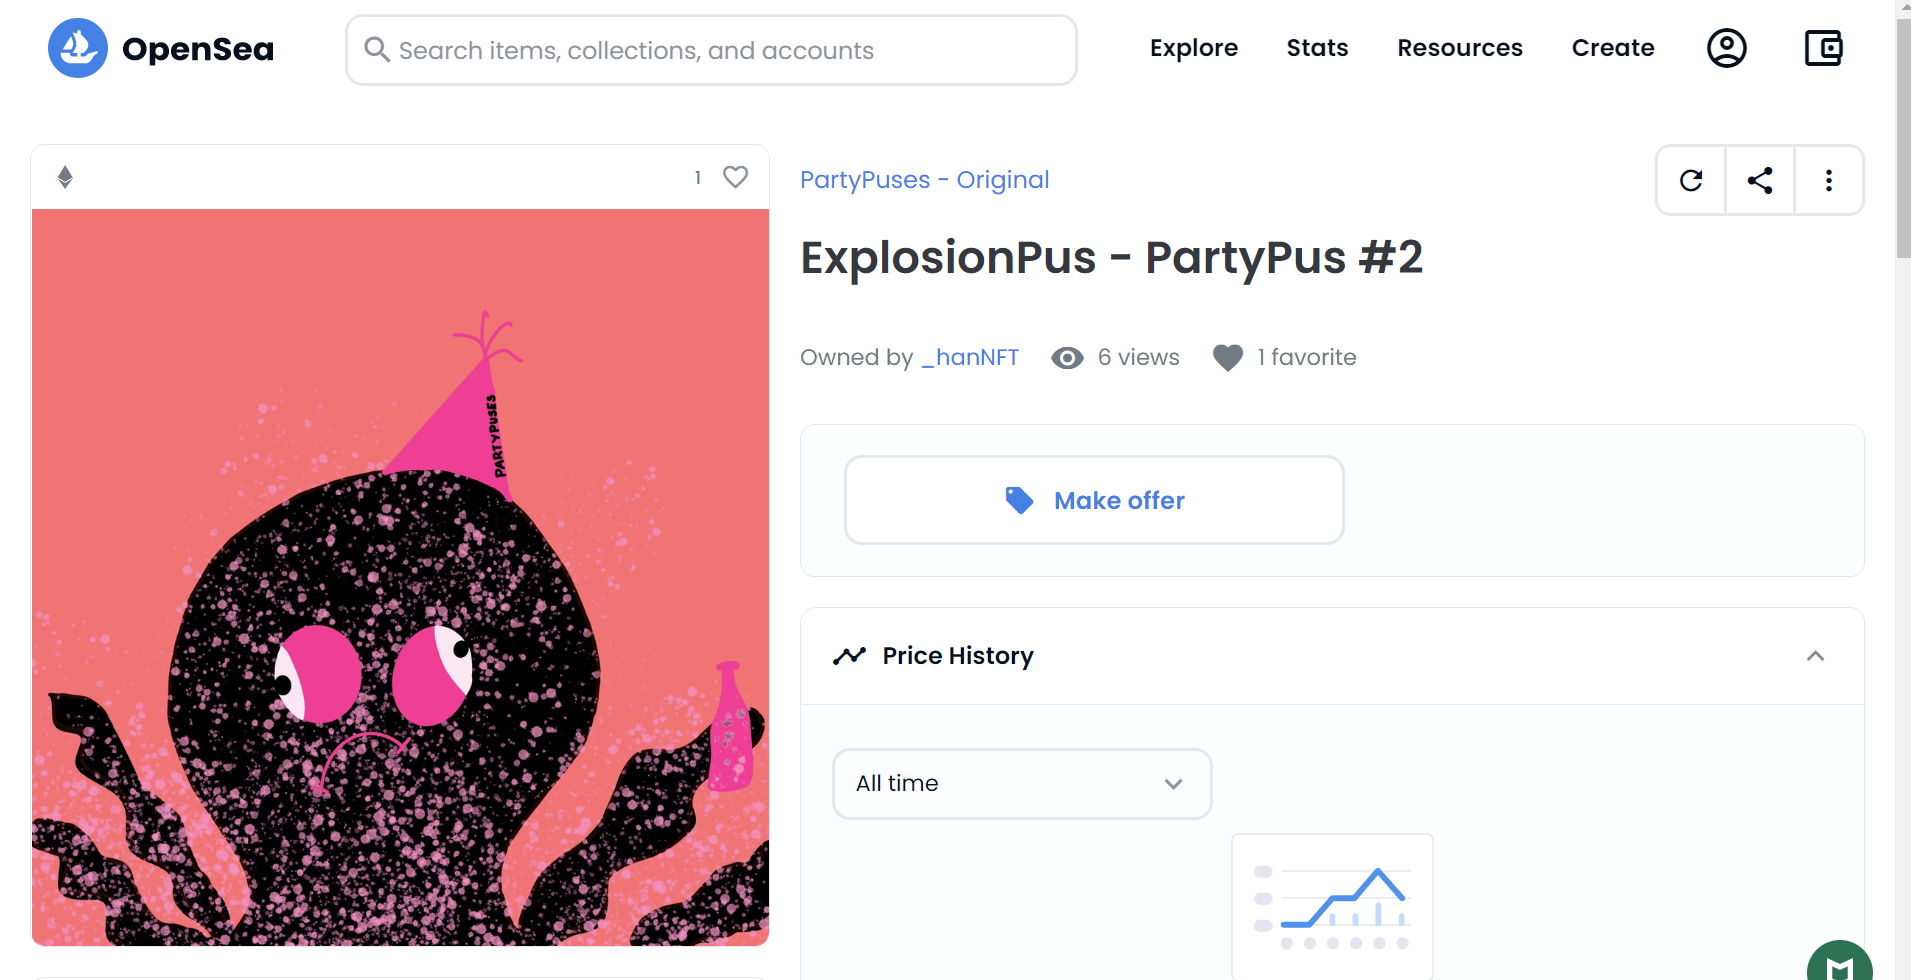 OpenSea
Search items, collections, and accounts
Explore
Stats
Resources
Create
1
PARTYPUSES
PartyPuses - Original
ExplosionPus - PartyPus #2
Owned by _hanNFT
6 views
1 favorite
Make offer
Price History
All time